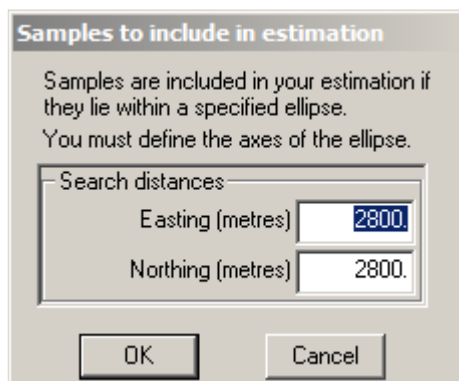 Samples to include in estimation
Samples are included in your estimation if
they lie within a specified ellipse.
You must define the axes of the ellipse.
Search distances
Easting (metres) 2800.
Northing (metres) 2800.
OK Cancel